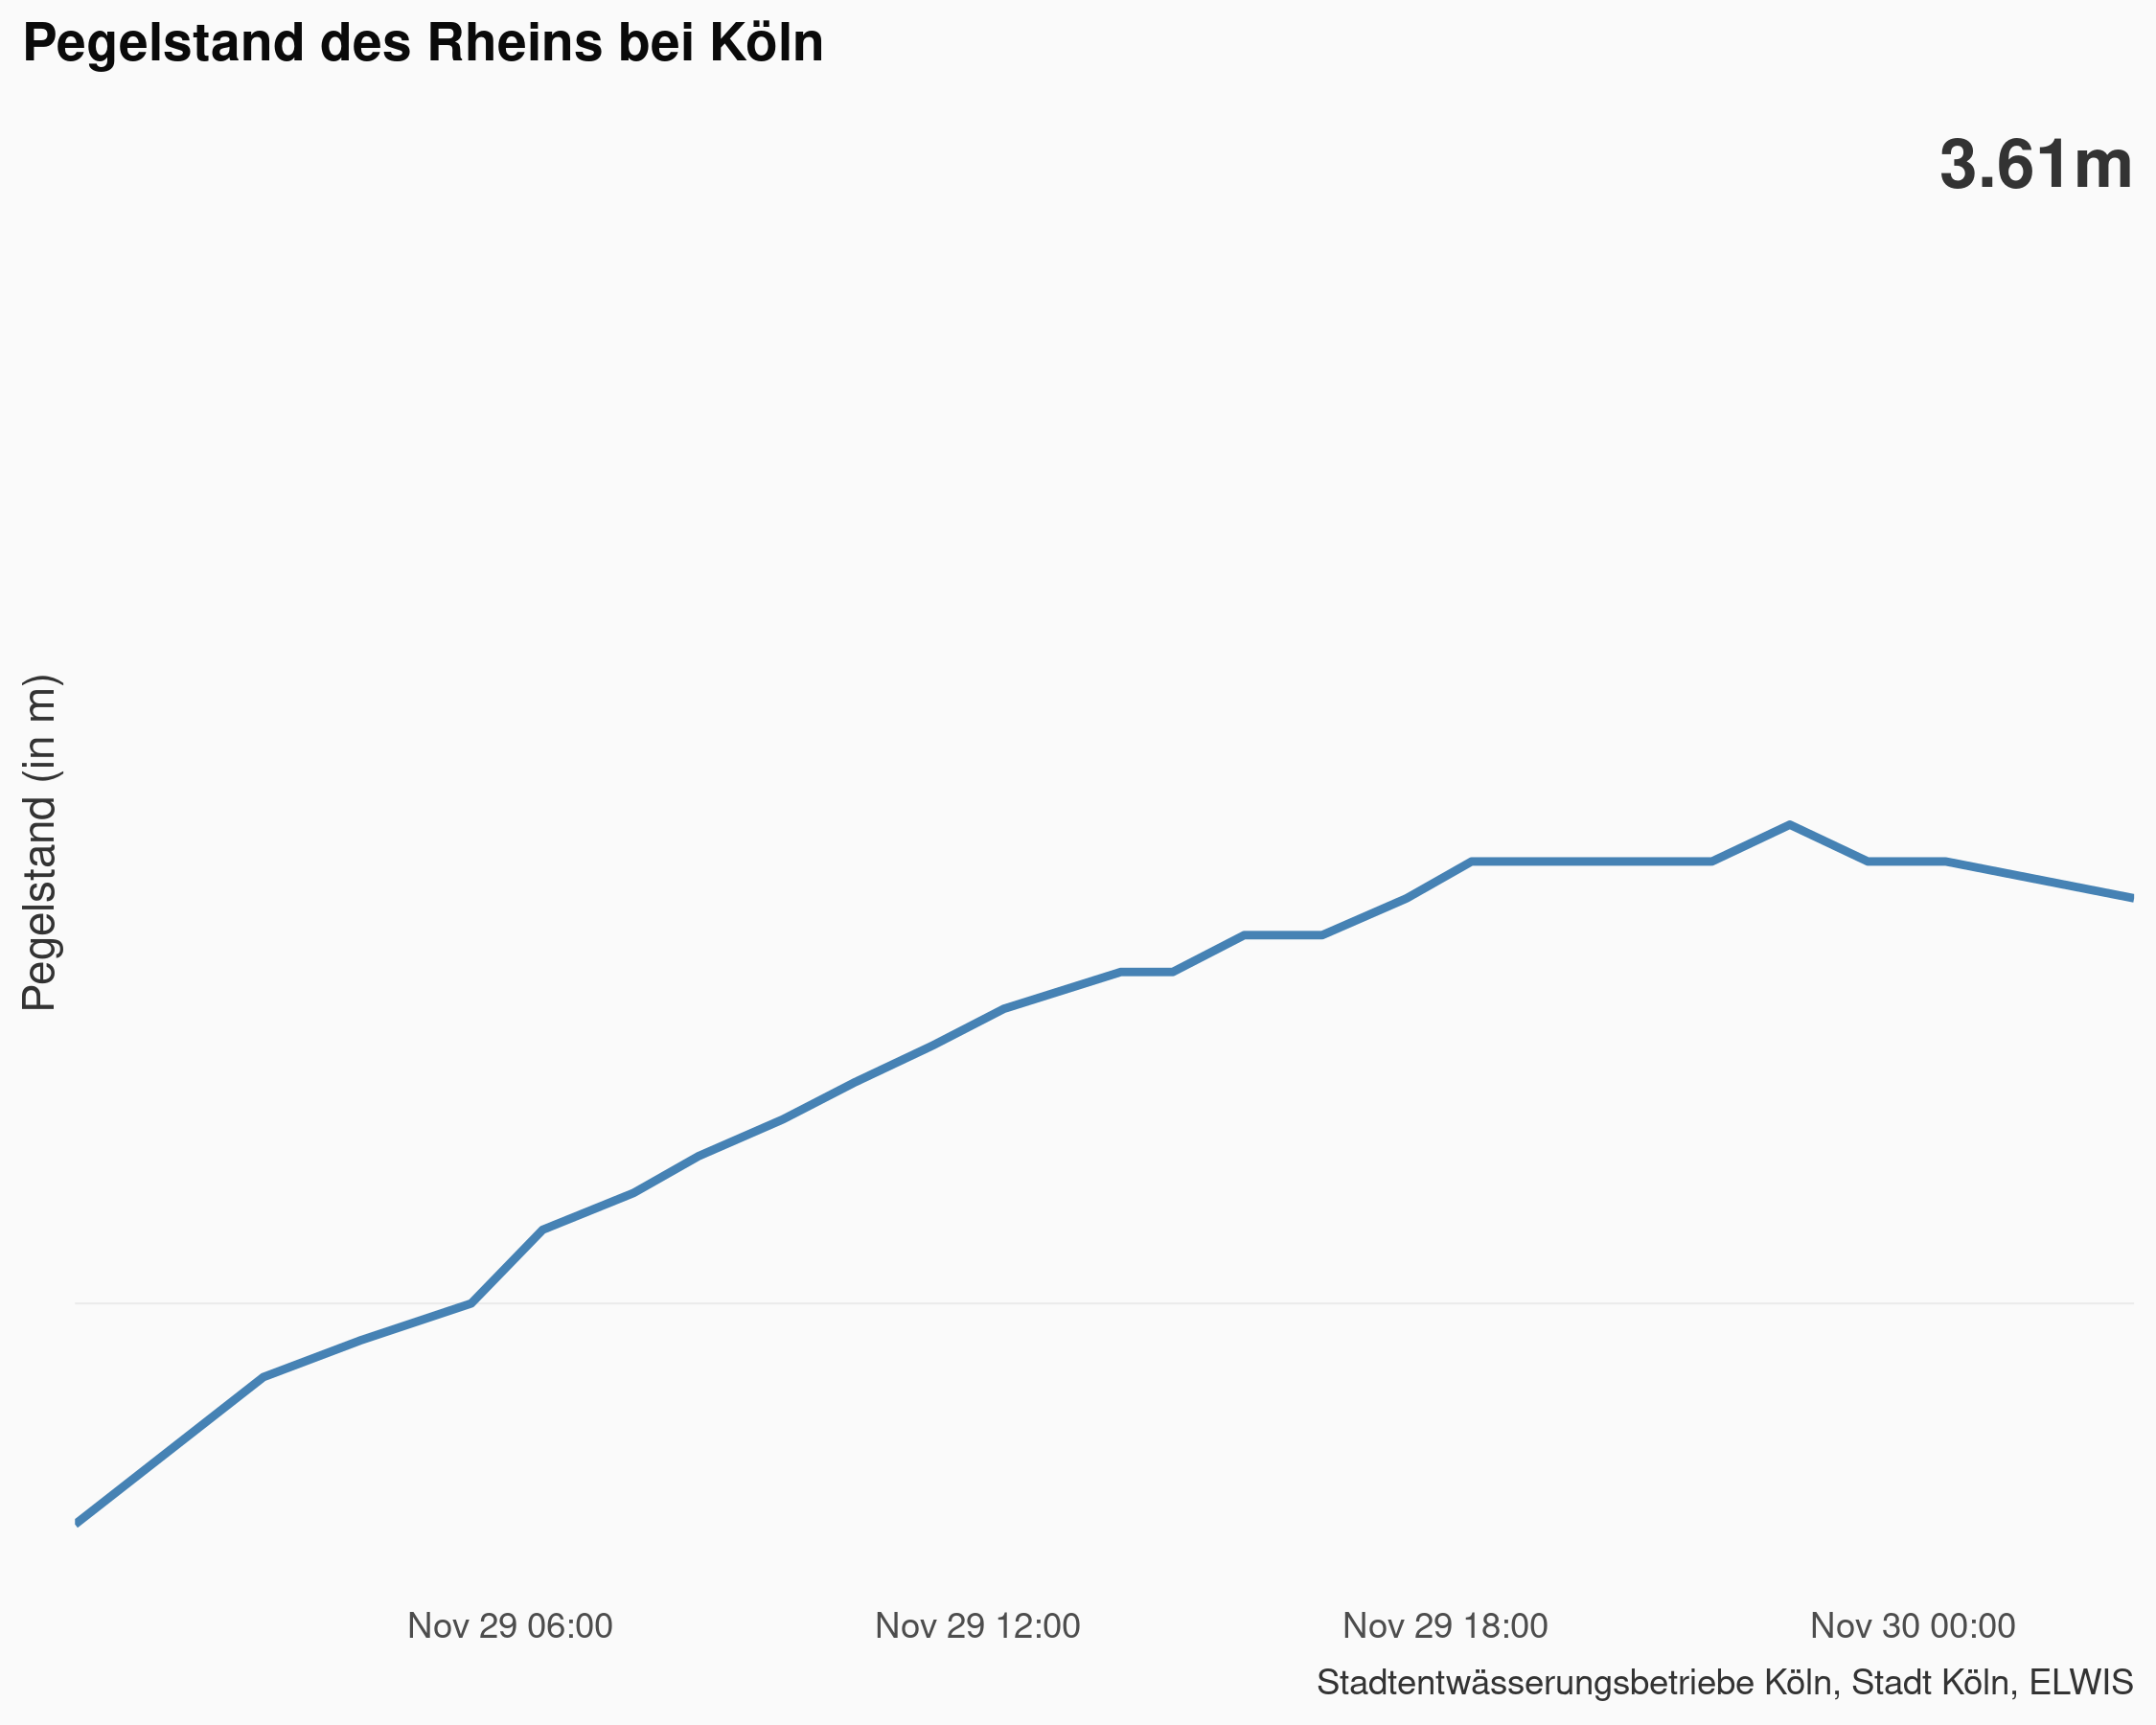 Pegelstand des Rheins bei Köln
3.61m
Pegelstand (in m)
Nov 29 06:00
Nov 29 12:00
Nov 29 18:00
Nov 30 00:00
Stadtentwässerungsbetriebe Köln, Stadt Köln, ELWIS